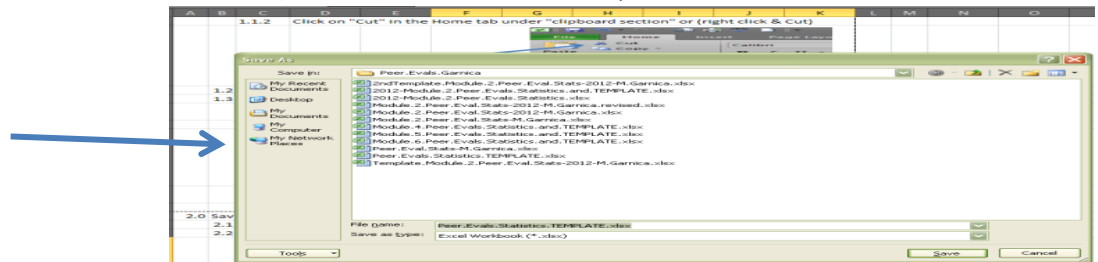 A B C D E F G H I J K L M N O
1.1.2 Click on "Cut" in the Home tab under "clipboard section" or (right click & Cut)
File Home Insert Page Layo
Cut Calibri
Paste Copy
Save As
Save in: Peer.Evals.Garnica
My Recent Documents
Desktop
My Documents
My Computer
My Network Places
2ndTemplate.Module.2.Peer.Eval.Stats-2012-M.Garnica.xlsx
2012-Module.2.Peer.Evals.Statistics.and.TEMPLATE.xlsx
2012-Module.2.Peer.Evals.Statistics.xlsx
Module.2.Peer.Eval.Stats-2012-M.Garnica.revised.xlsx
Module.2.Peer.Eval.Stats-2012-M.Garnica.xlsx
Module.2.Peer.Eval.Stats-M.Garnica.xlsx
Module.4.Peer.Evals.Statistics.and.TEMPLATE.xlsx
Module.5.Peer.Evals.Statistics.and.TEMPLATE.xlsx
Module.6.Peer.Evals.Statistics.and.TEMPLATE.xlsx
Peer.Eval.Stats-M.Garnica.xlsx
Peer.Evals.Statistics.TEMPLATE.xlsx
Template.Module.2.Peer.Eval.Stats-2012-M.Garnica.xlsx
1.2
1.3
2.0 Sav
2.1
2.2
File name: Peer.Evals.Statistics.TEMPLATE.xlsx
Save as type: Excel Workbook (*.xlsx)
Tools Save Cancel